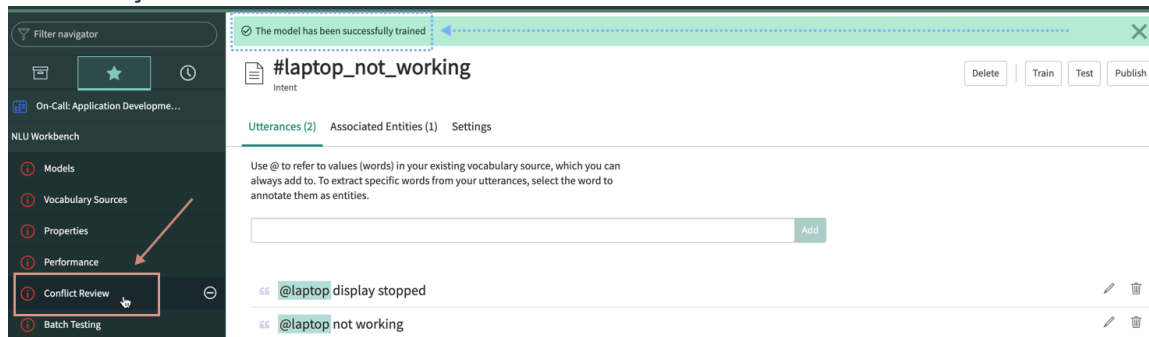 Filter navigator
On-Call: Application Developme...
NLU Workbench
Models
Vocabulary Sources
Properties
Performance
Conflict Review
Batch Testing
The model has been successfully trained
#laptop_not_working
Intent
Delete
Train
Test
Publish
Utterances (2)
Associated Entities (1)
Settings
Use @ to refer to values (words) in your existing vocabulary source, which you can
always add to. To extract specific words from your utterances, select the word to
annotate them as entities.
Add
@laptop display stopped
@laptop not working